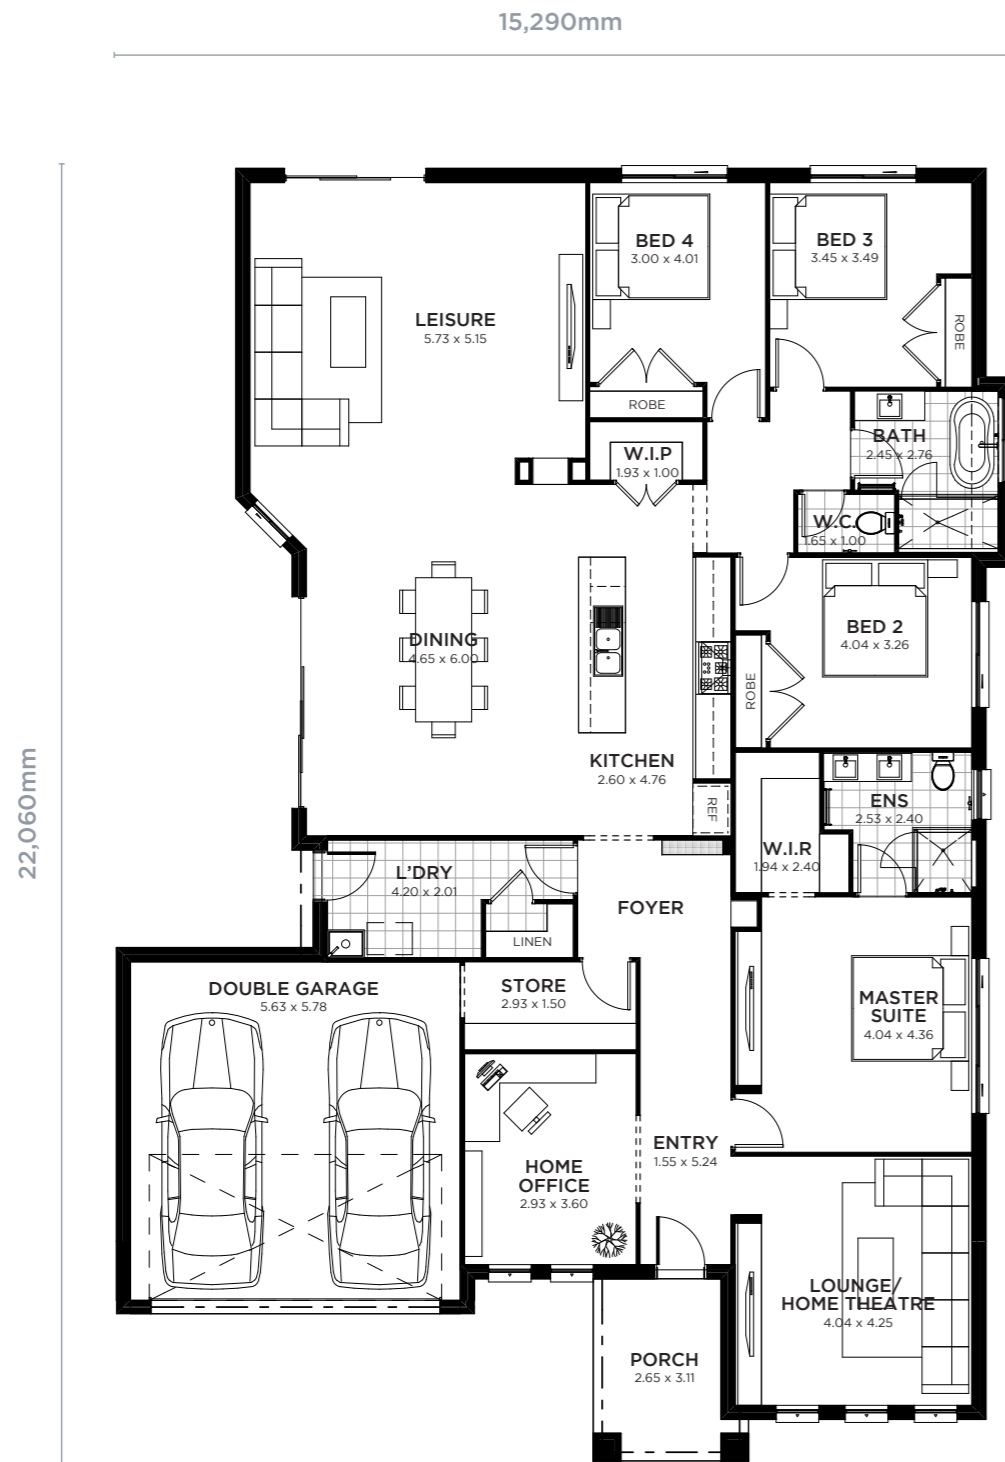 15,290mm
22,060mm
BED 4
3.00 x 4.01
BED 3
3.45 x 3.49
LEISURE
5.73 x 5.15
ROBE
ROBE
W.I.P
1.93 x 1.00
BATH
2.45 x 2.76
W.C.
1.65 x 1.00
DINING
4.65 x 6.00
BED 2
4.04 x 3.26
ROBE
KITCHEN
2.60 x 4.76
REF
ENS
2.53 x 2.40
W.I.R
1.94 x 2.40
L'DRY
4.20 x 2.01
FOYER
LINEN
DOUBLE GARAGE
5.63 x 5.78
STORE
2.93 x 1.50
MASTER
SUITE
4.04 x 4.36
ENTRY
1.55 x 5.24
HOME
OFFICE
2.93 x 3.60
LOUNGE/
HOME THEATRE
4.04 x 4.25
PORCH
2.65 x 3.11